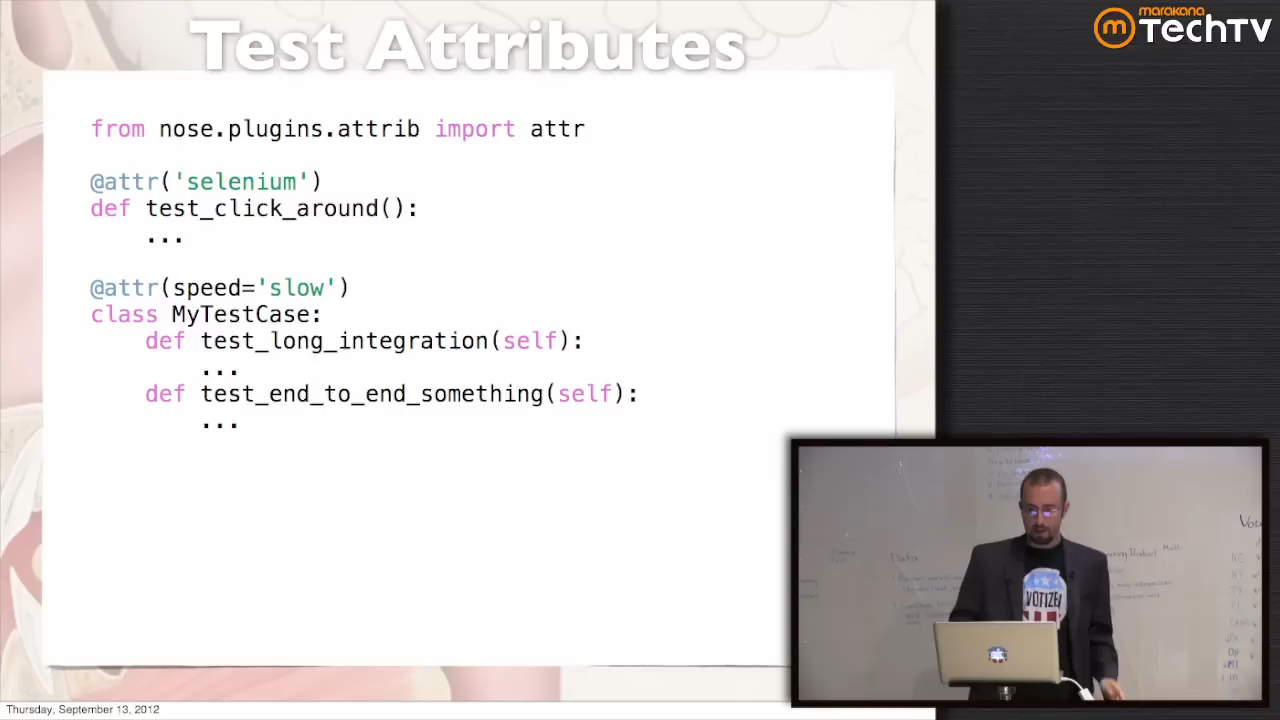 Test Attributes
marakana
m TechTV
from nose.plugins.attrib import attr
@attr('selenium')
def test_click_around():
...
@attr(speed='slow')
class MyTestCase:
def test_long_integration(self):
...
def test_end_to_end_something(self):
...
Data
VOTIZE
Thursday, September 13, 2012